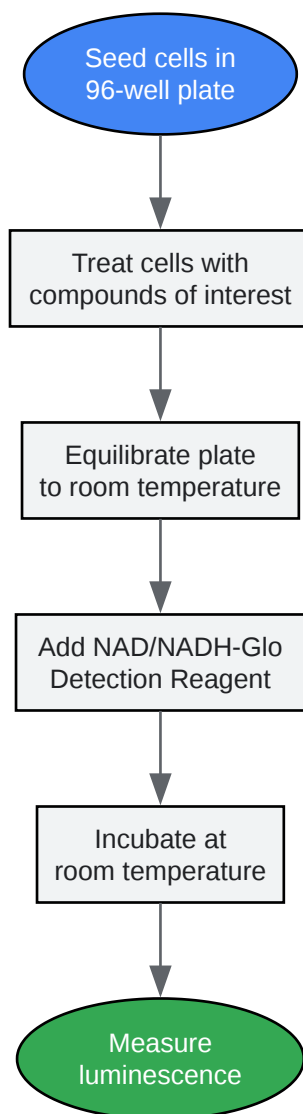 Seed cells in
96-well plate
Treat cells with
compounds of interest
Equilibrate plate
to room temperature
Add NAD/NADH-Glo
Detection Reagent
Incubate at
room temperature
Measure
luminescence